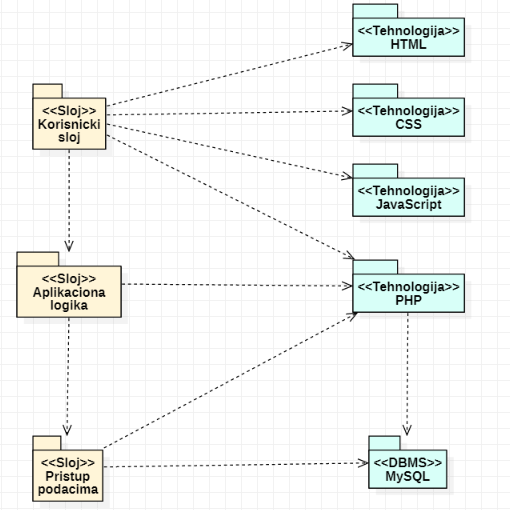 <<Tehnologija>>
HTML
<<Sloj>>
Korisnicki
sloj
<<Tehnologija>>
CSS
<<Tehnologija>>
JavaScript
<<Sloj>>
Aplikaciona
logika
<<Tehnologija>>
PHP
<<Sloj>>
Pristup
podacima
<<DBMS>>
MySQL